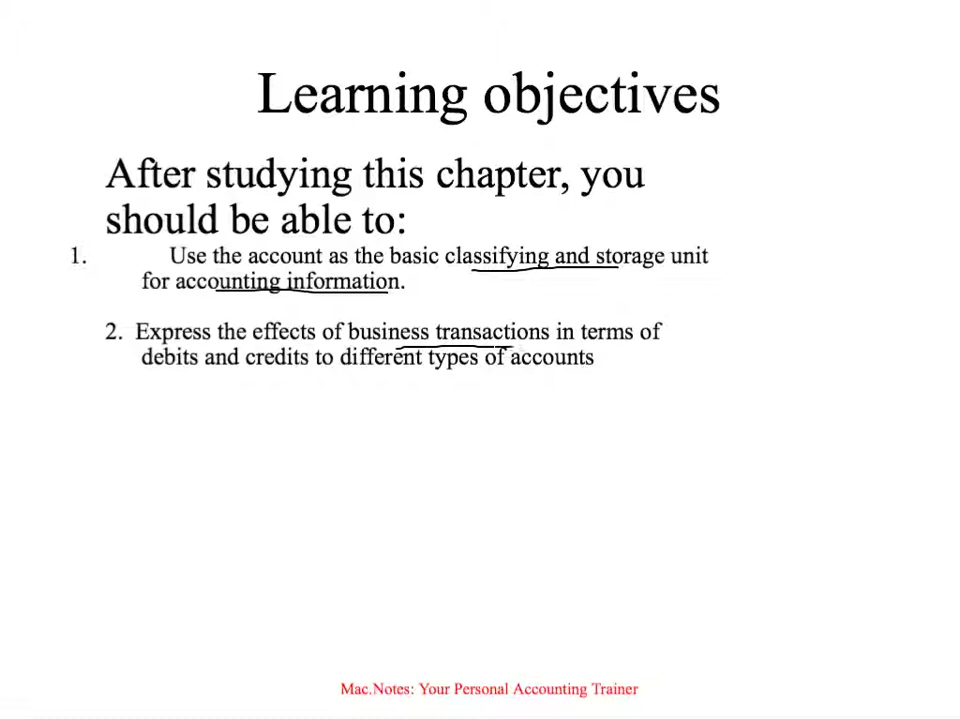 Learning objectives
After studying this chapter, you
should be able to:
1. Use the account as the basic classifying and storage unit
for accounting information.
2. Express the effects of business transactions in terms of
debits and credits to different types of accounts
Mac.Notes: Your Personal Accounting Trainer